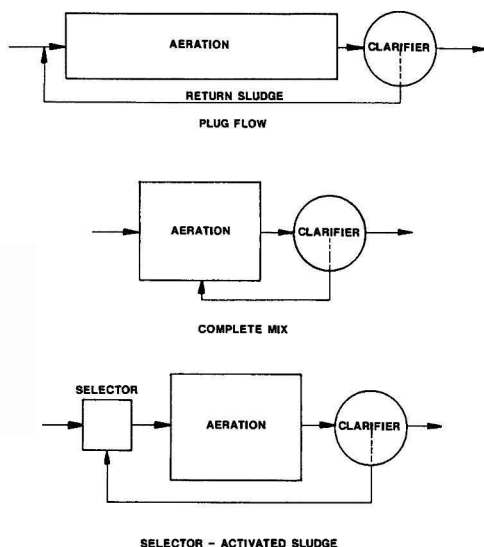 AERATION
CLARIFIER
RETURN SLUDGE
PLUG FLOW
AERATION
CLARIFIER
COMPLETE MIX
SELECTOR
AERATION
CLARIFIER
SELECTOR - ACTIVATED SLUDGE